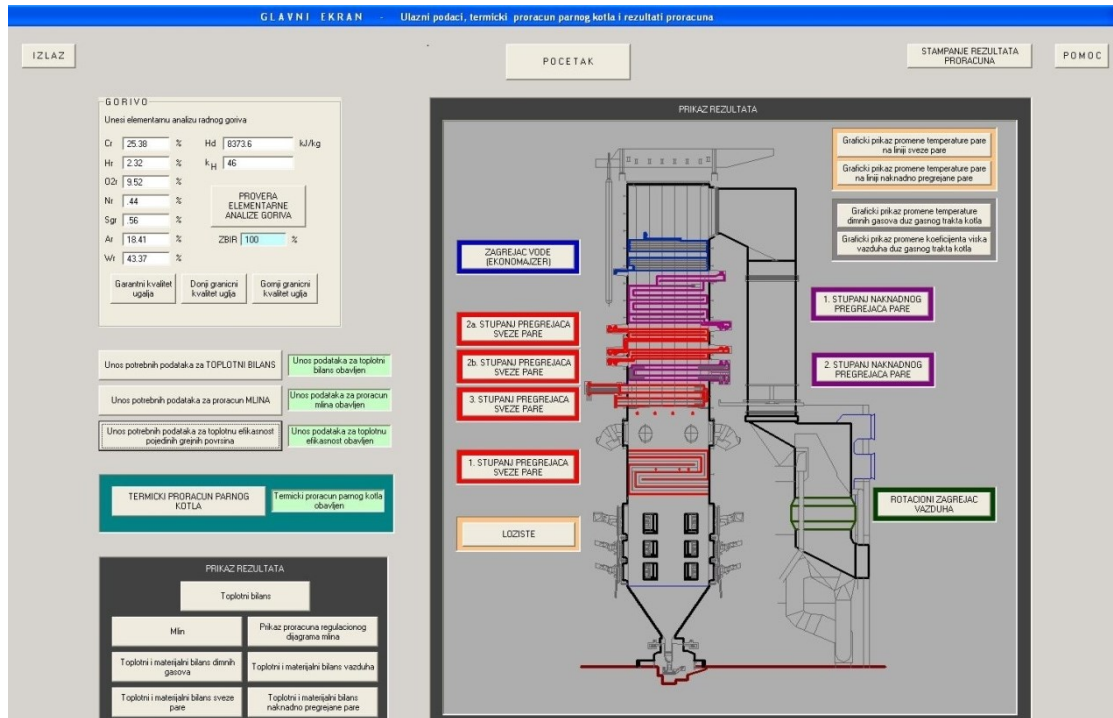 GLAVNI EKRAN - Ulazni podaci, termicki proracun parnog kotla i rezultati proracuna
IZLAZ
POCETAK
STAMPANJE REZULTATA
PRORACUNA
POMOC
GORIVO
Unesi elementarnu analizu radnog goriva
Cr 25.38 % Hd 8373.6 kJ/kg
Hr 2.32 % kH 46
O2r 9.52 %
Nr .44 %
Sgr .56 %
Ar 18.41 %
Wr 43.37 %
PROVERA
ELEMENTARNE
ANALIZE GORIVA
ZBIR 100 %
Garantni kvalitet
ugalja
Donji granicni
kvalitet uglja
Gornji granicni
kvalitet uglja
Unos potrebnih podataka za TOPLOTNI BILANS
Unos podataka za toplotni
bilans obavljen
Unos potrebnih podataka za proracun MLINA
Unos podataka za proracun
mlina obavljen
Unos potrebnih podataka za toplotnu efikasnost
pojedinih grejnih povrsina
Unos podataka za toplotnu
efikasnost obavljen
TERMICKI PRORACUN PARNOG
KOTLA
Termicki proracun parnog kotla
obavljen
PRIKAZ REZULTATA
Toplotni bilans
Mlin
Prikaz proracuna regulacionog
dijagrama mlina
Toplotni i materijalni bilans dimnih
gasova
Toplotni i materijalni bilans vazduha
Toplotni i materijalni bilans sveze
pare
Toplotni i materijalni bilans
naknadno pregrejane pare
PRIKAZ REZULTATA
Graficki prikaz promene temperature pare
na liniji sveze pare
Graficki prikaz promene temperature pare
na liniji naknadno pregrejane pare
Graficki prikaz promene temperature
dimnih gasova duz gasnog trakta kotla
Graficki prikaz promene koeficijenta viska
vazduha duz gasnog trakta kotla
ZAGREJAC VODE
(EKONOMAJZER)
2a. STUPANJ PREGREJACA
SVEZE PARE
2b. STUPANJ PREGREJACA
SVEZE PARE
3. STUPANJ PREGREJACA
SVEZE PARE
1. STUPANJ PREGREJACA
SVEZE PARE
LOZISTE
1. STUPANJ NAKNADNOG
PREGREJACA PARE
2. STUPANJ NAKNADNOG
PREGREJACA PARE
ROTACIONI ZAGREJAC
VAZDUHA